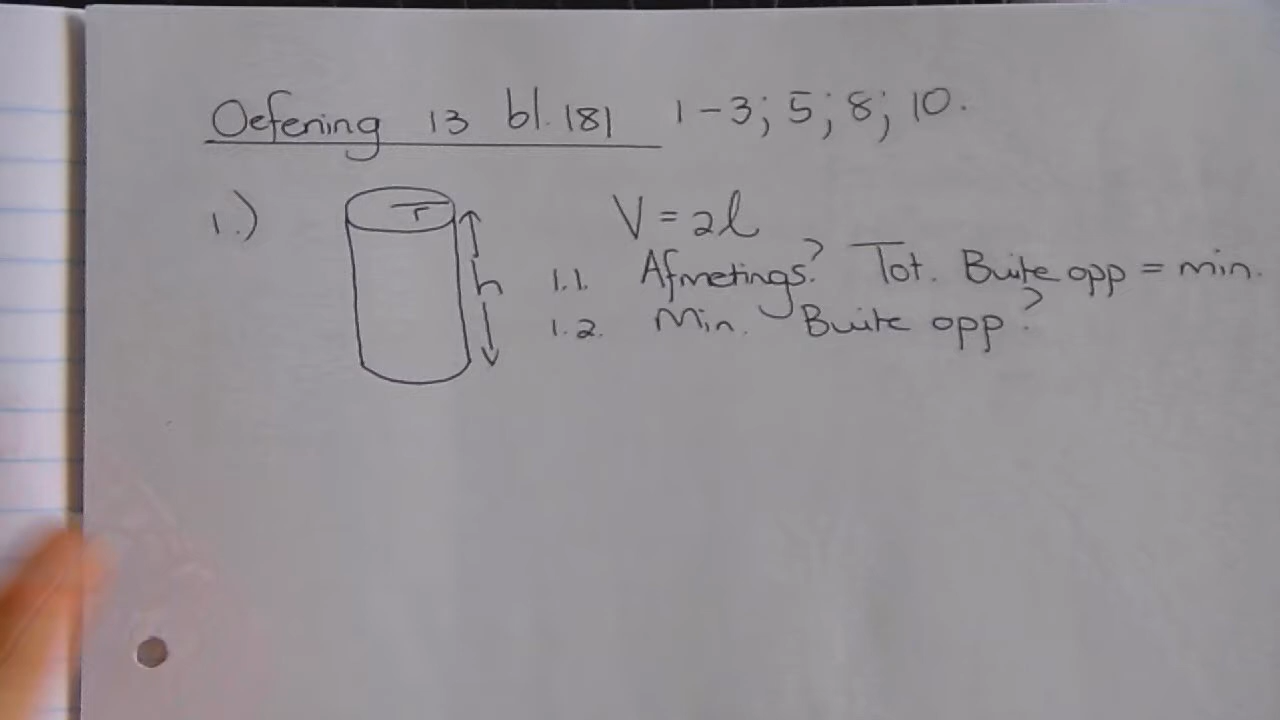 Oefening 13 bl. 181 1-3; 5; 8; 10.
1.) r V = 2l
h 1.1. Afmetings? Tot. Buite opp = min.
1.2. Min. Buite opp?